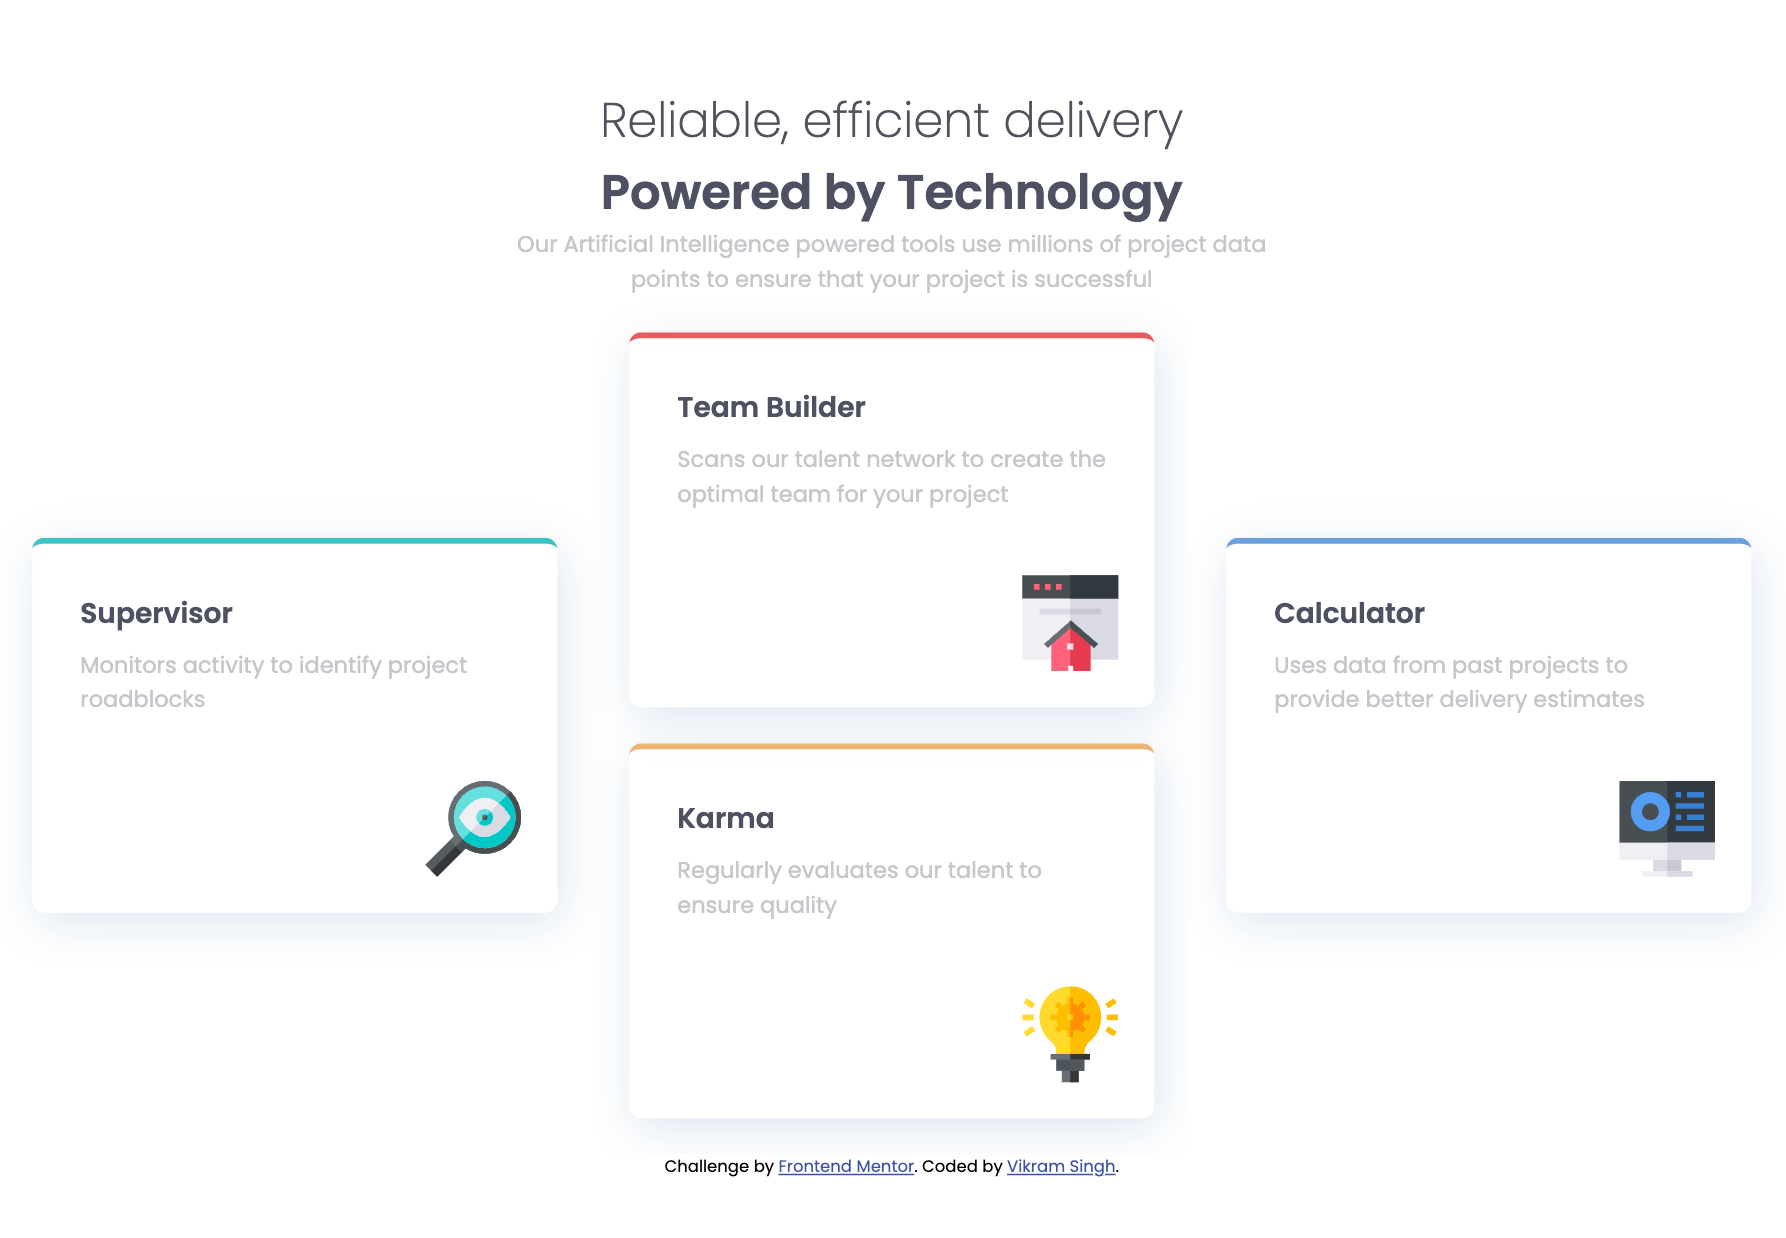 Reliable, efficient delivery
Powered by Technology
Our Artificial Intelligence powered tools use millions of project data
points to ensure that your project is successful
Team Builder
Scans our talent network to create the
optimal team for your project
Supervisor
Monitors activity to identify project
roadblocks
Calculator
Uses data from past projects to
provide better delivery estimates
Karma
Regularly evaluates our talent to
ensure quality
Challenge by Frontend Mentor. Coded by Vikram Singh.